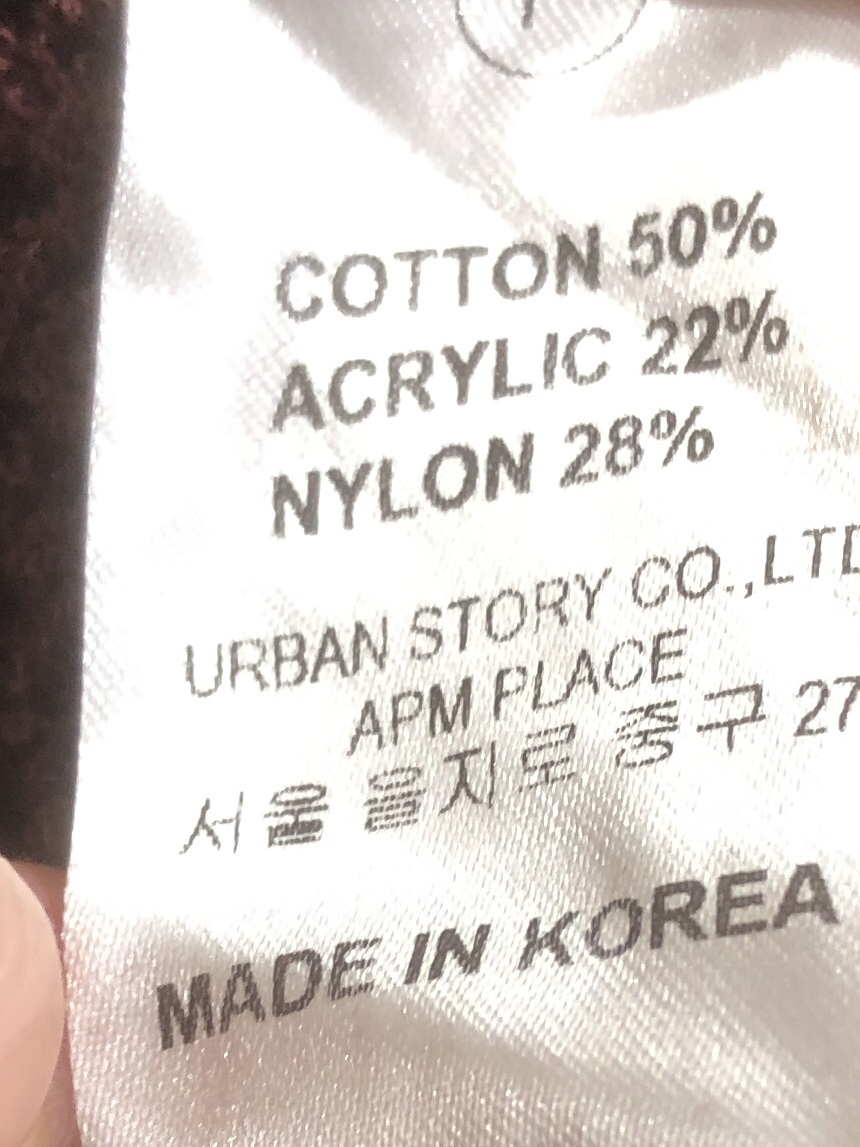 COTTON 50%
ACRYLIC 22%
NYLON 28%
URBAN STORY CO.,LTD
APM PLACE
서울 을지로 중구 27
MADE IN KOREA